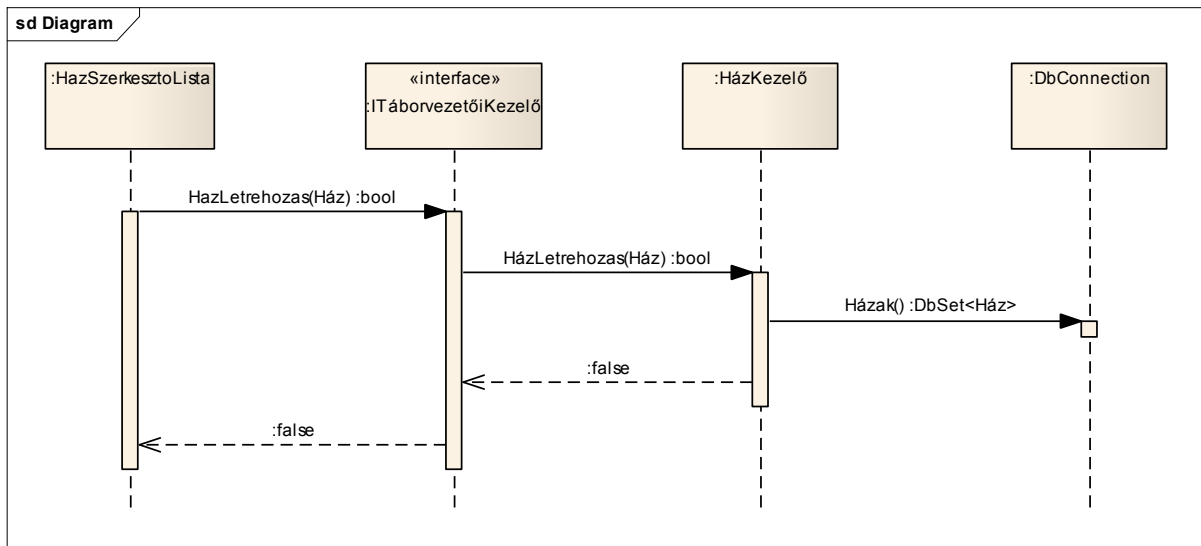 sd Diagram
:HazSzerkesztoLista
«interface»
:ITáborvezetőiKezelő
:HázKezelő
:DbConnection
HazLetrehozas(Ház) :bool
HázLetrehozas(Ház) :bool
Házak() :DbSet<Ház>
:false
:false